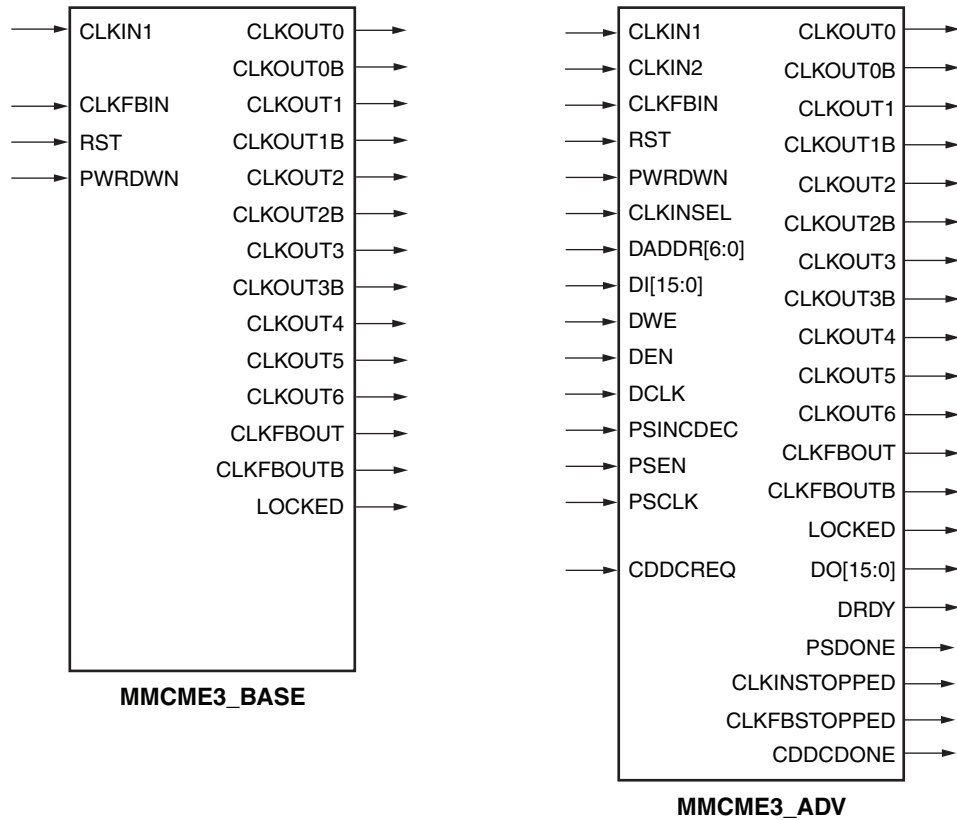 CLKIN1
CLKFBIN
RST
PWRDWN
CLKOUT0
CLKOUT0B
CLKOUT1
CLKOUT1B
CLKOUT2
CLKOUT2B
CLKOUT3
CLKOUT3B
CLKOUT4
CLKOUT5
CLKOUT6
CLKFBOUT
CLKFBOUTB
LOCKED
MMCME3_BASE
CLKIN1
CLKIN2
CLKFBIN
RST
PWRDWN
CLKINSEL
DADDR[6:0]
DI[15:0]
DWE
DEN
DCLK
PSINCDEC
PSEN
PSCLK
CDDCREQ
CLKOUT0
CLKOUT0B
CLKOUT1
CLKOUT1B
CLKOUT2
CLKOUT2B
CLKOUT3
CLKOUT3B
CLKOUT4
CLKOUT5
CLKOUT6
CLKFBOUT
CLKFBOUTB
LOCKED
DO[15:0]
DRDY
PSDONE
CLKINSTOPPED
CLKFBSTOPPED
CDDCDONE
MMCME3_ADV